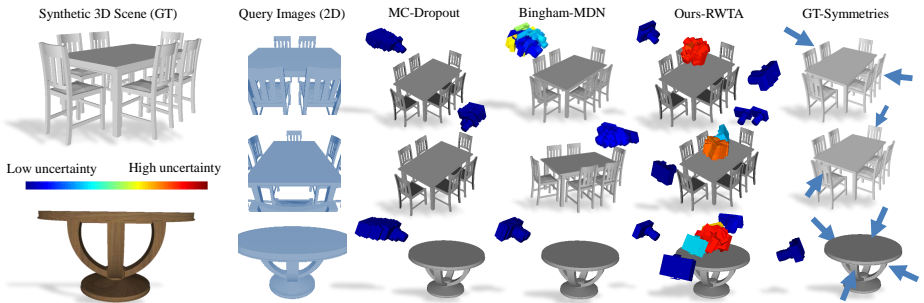 Synthetic 3D Scene (GT)
Query Images (2D)
MC-Dropout
Bingham-MDN
Ours-RWTA
GT-Symmetries
Low uncertainty
High uncertainty